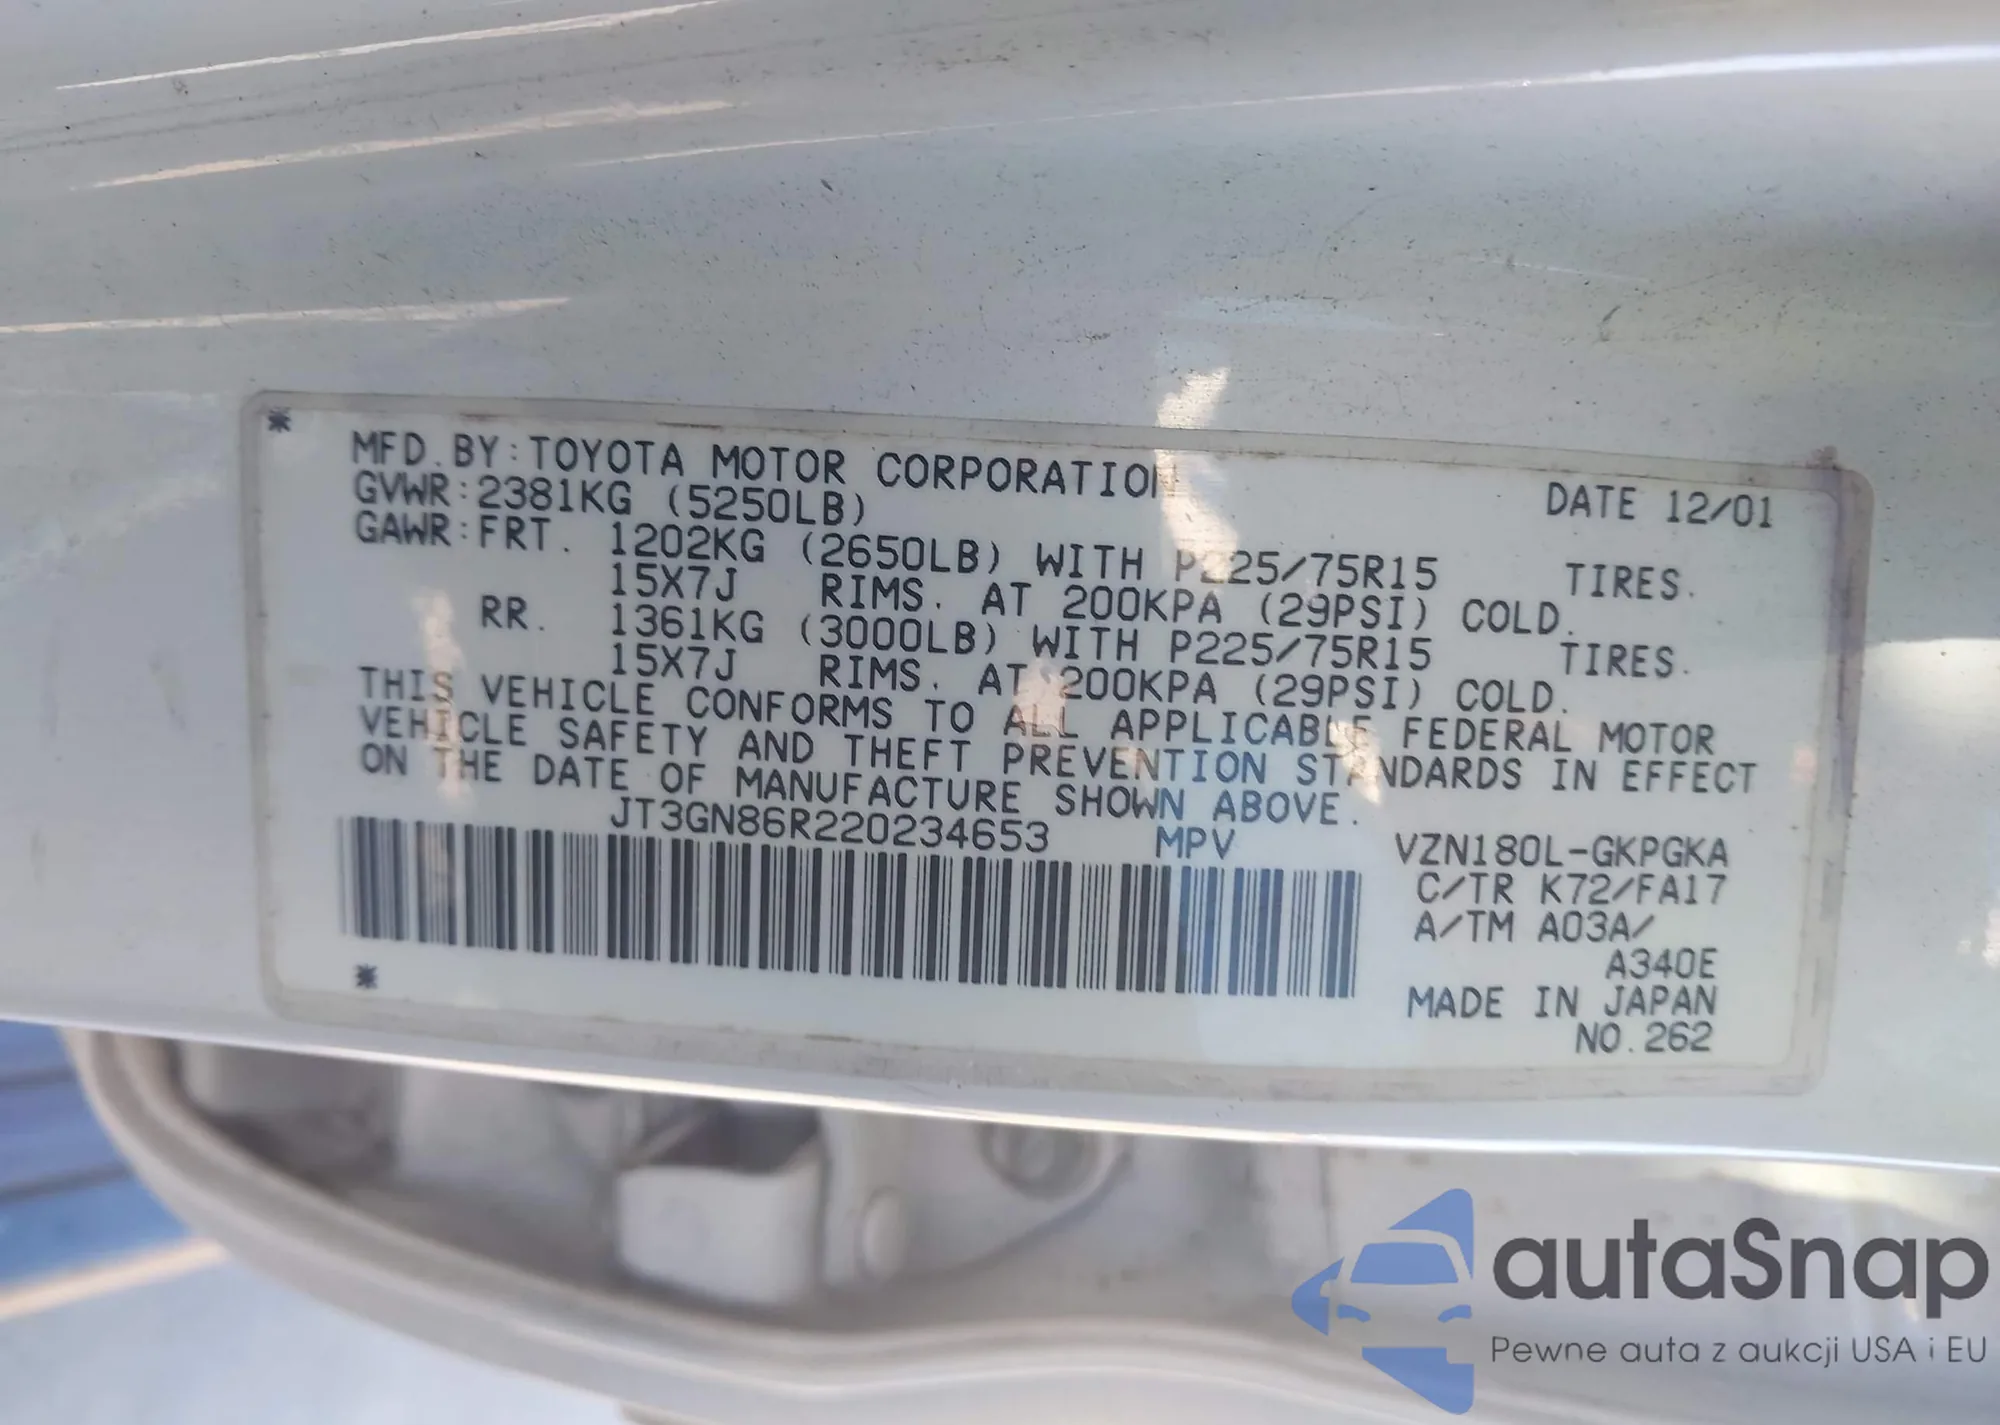 *
MFD.BY:TOYOTA MOTOR CORPORATION DATE 12/01
GVWR:2381KG (5250LB)
GAWR:FRT. 1202KG (2650LB) WITH P225/75R15 TIRES.
15X7J RIMS. AT 200KPA (29PSI) COLD.
RR. 1361KG (3000LB) WITH P225/75R15 TIRES.
15X7J RIMS. AT 200KPA (29PSI) COLD.
THIS VEHICLE CONFORMS TO ALL APPLICABLE FEDERAL MOTOR
VEHICLE SAFETY AND THEFT PREVENTION STANDARDS IN EFFECT
ON THE DATE OF MANUFACTURE SHOWN ABOVE.
JT3GN86R220234653 MPV VZN180L-GKPGKA
C/TR K72/FA17
A/TM A03A/
A340E
*
MADE IN JAPAN
NO.262
autaSnap
Pewne auta z aukcji USA i EU